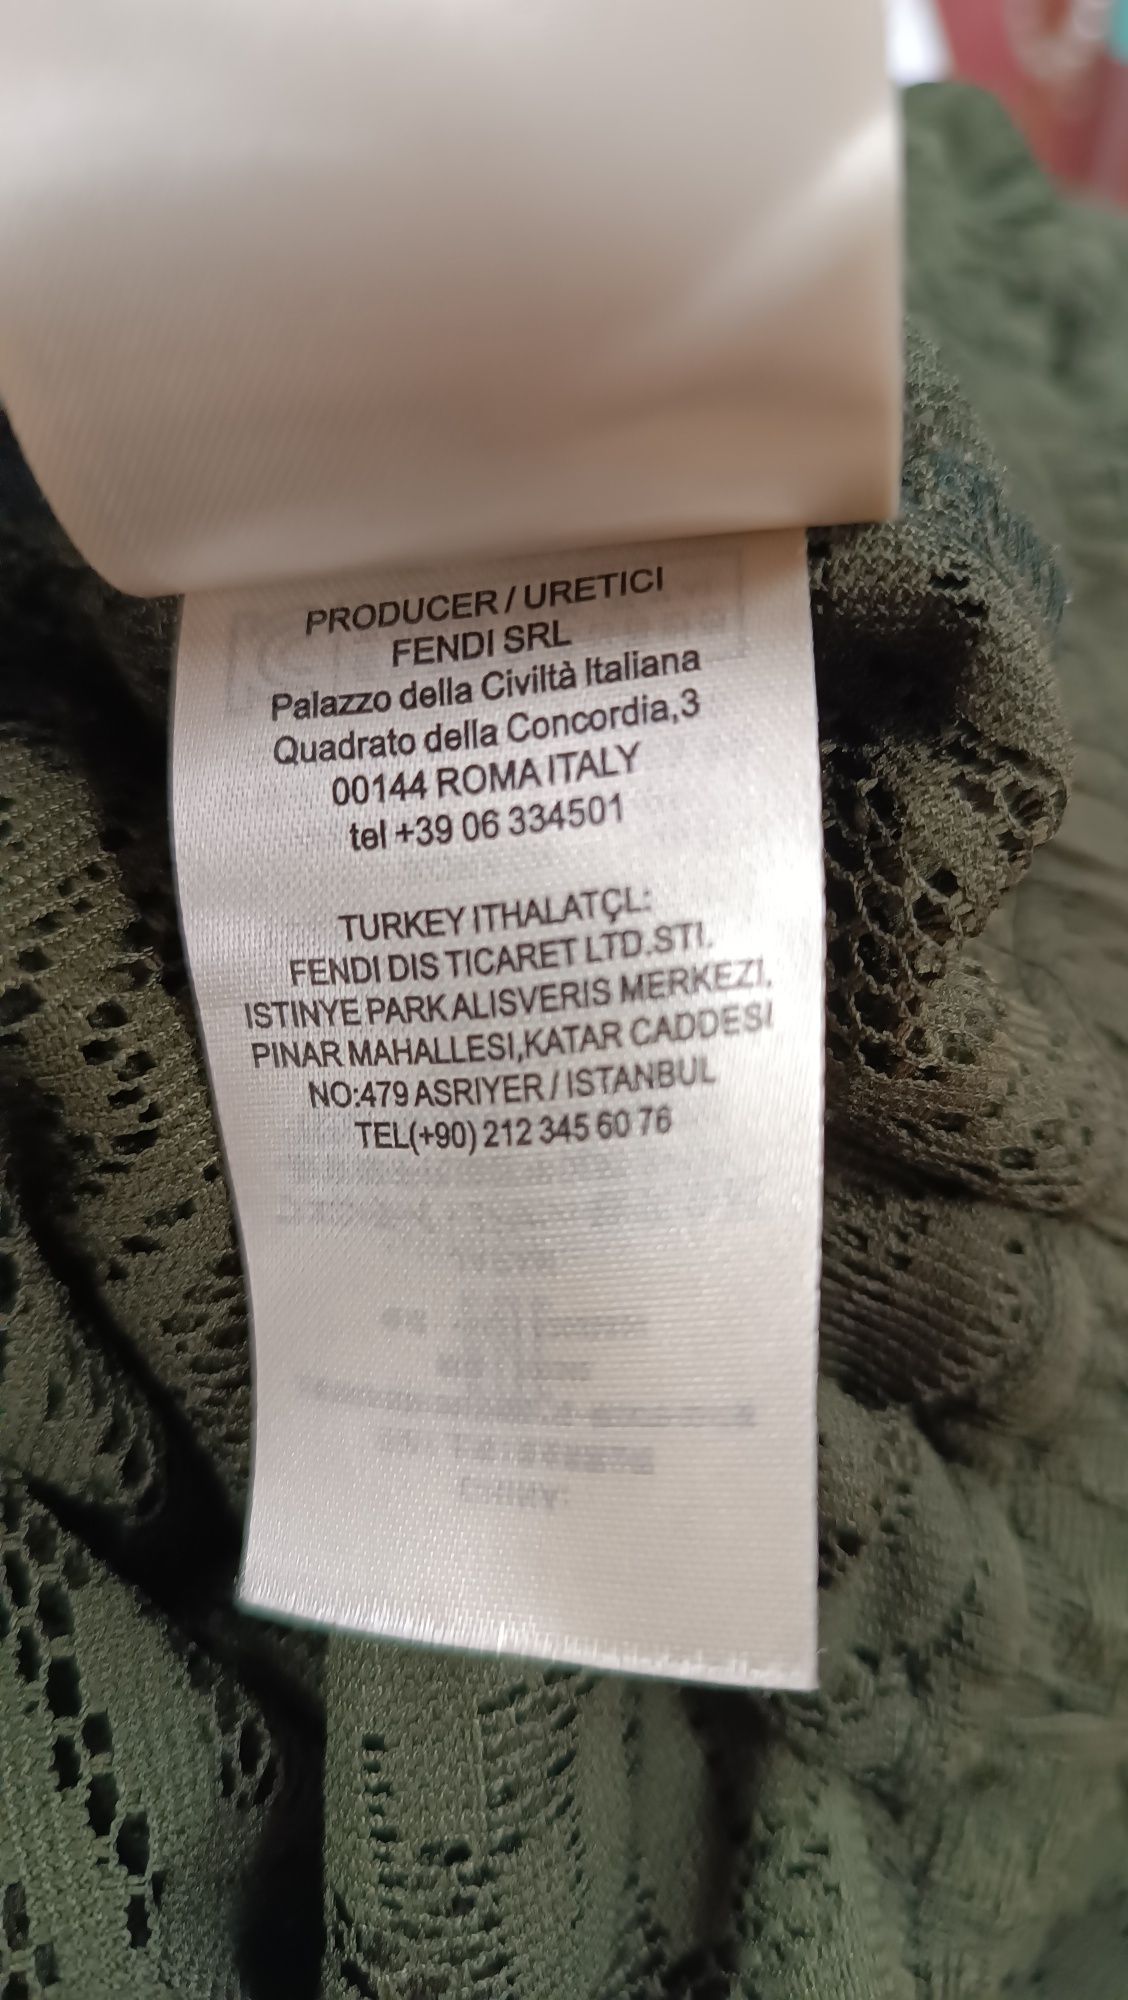 PRODUCER / URETICI
FENDI SRL
Palazzo della Civiltà Italiana
Quadrato della Concordia,3
00144 ROMA ITALY
tel +39 06 334501
TURKEY ITHALATÇL:
FENDI DIS TICARET LTD.STI.
ISTINYE PARK ALISVERIS MERKEZI,
PINAR MAHALLESI,KATAR CADDESI
NO:479 ASRIYER / ISTANBUL
TEL(+90) 212 345 60 76